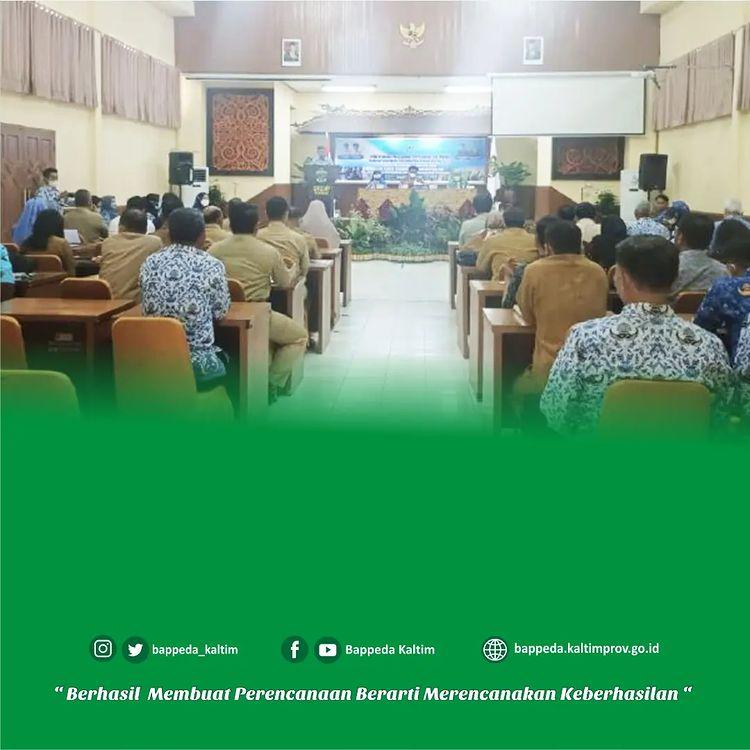 bappeda_kaltim
Bappeda Kaltim
bappeda.kaltimprov.go.id
“ Berhasil Membuat Perencanaan Berarti Merencanakan Keberhasilan “